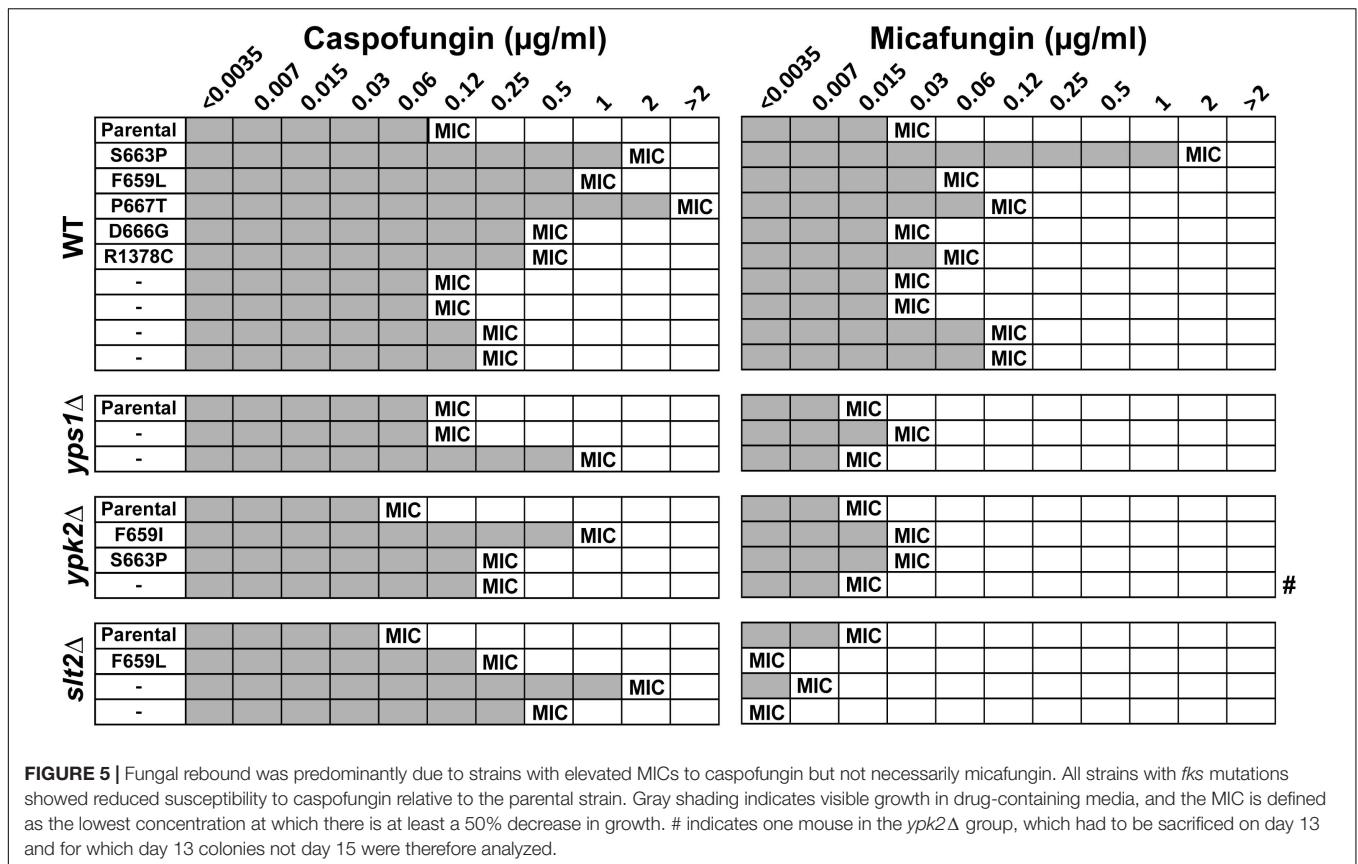 Caspofungin (µg/ml) Micafungin (µg/ml)
<0.0035 0.007 0.015 0.03 0.06 0.12 0.25 0.5 1 2 >2 <0.0035 0.007 0.015 0.03 0.06 0.12 0.25 0.5 1 2 >2
WT
Parental MIC MIC
S663P MIC MIC
F659L MIC MIC
P667T MIC MIC
D666G MIC MIC
R1378C MIC MIC
- MIC MIC
- MIC MIC
- MIC MIC
- MIC MIC
yps1Δ
Parental MIC MIC
- MIC MIC
- MIC MIC
ypk2Δ
Parental MIC MIC
F659I MIC MIC
S663P MIC MIC
- MIC MIC #
slt2Δ
Parental MIC MIC
F659L MIC MIC
- MIC MIC
- MIC MIC
FIGURE 5 | Fungal rebound was predominantly due to strains with elevated MICs to caspofungin but not necessarily micafungin. All strains with fks mutations
showed reduced susceptibility to caspofungin relative to the parental strain. Gray shading indicates visible growth in drug-containing media, and the MIC is defined
as the lowest concentration at which there is at least a 50% decrease in growth. # indicates one mouse in the ypk2Δ group, which had to be sacrificed on day 13
and for which day 13 colonies not day 15 were therefore analyzed.